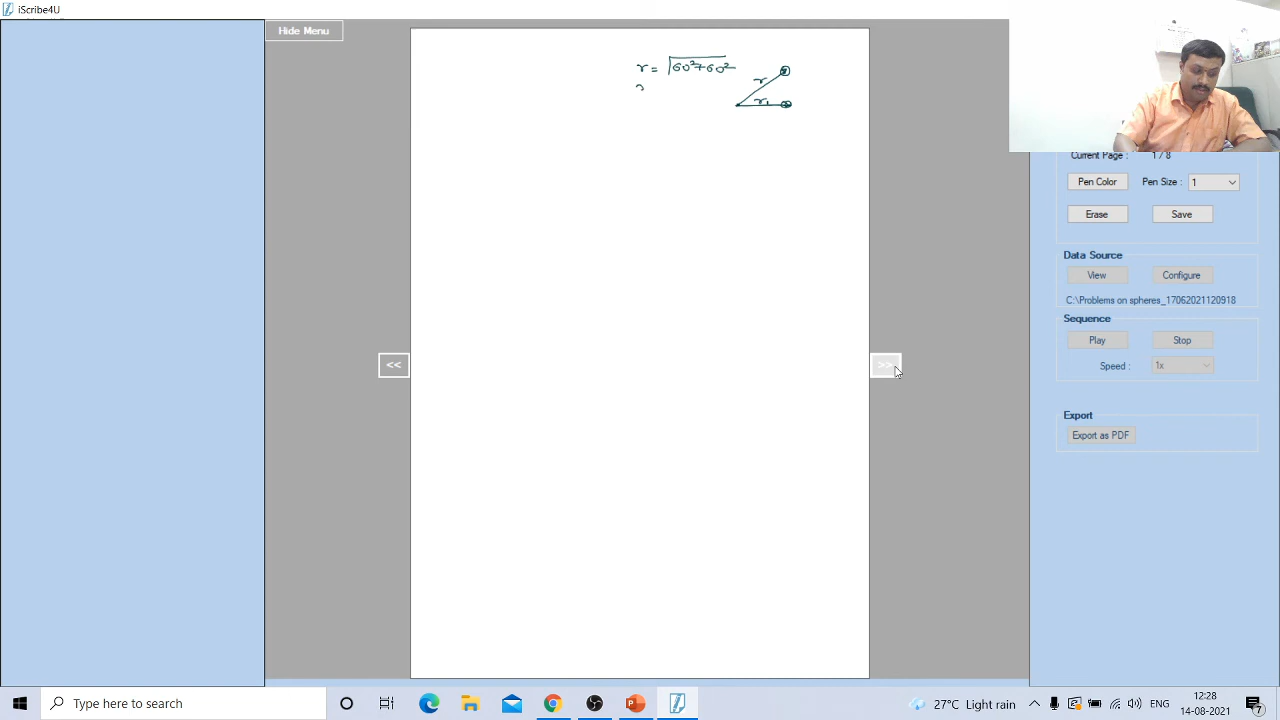 iScribe4U
Hide Menu
r = √60²+60²
r
r₁
Current Page : 1 / 8
Pen Color Pen Size : 1
Erase Save
Data Source
View Configure
C:\Problems on spheres_17062021120918
Sequence
Play Stop
Speed : 1x
Export
Export as PDF
<< >>
Type here to search
27°C Light rain
ENG
12:28
14-08-2021
7